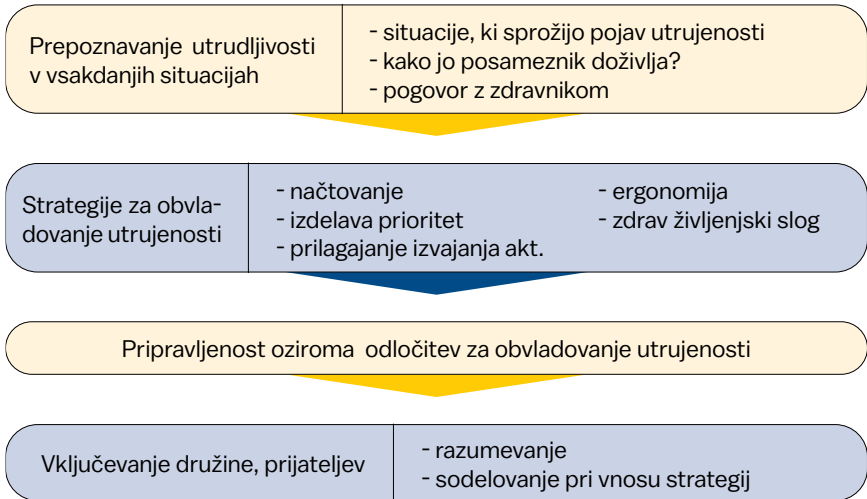 Prepoznavanje utrudljivosti
v vsakdanjih situacijah
- situacije, ki sprožijo pojav utrujenosti
- kako jo posameznik doživlja?
- pogovor z zdravnikom
Strategije za obvla-
dovanje utrujenosti
- načtovanje
- izdelava prioritet
- prilagajanje izvajanja akt.
- ergonomija
- zdrav življenjski slog
Pripravljenost oziroma odločitev za obvladovanje utrujenosti
Vključevanje družine, prijateljev
- razumevanje
- sodelovanje pri vnosu strategij